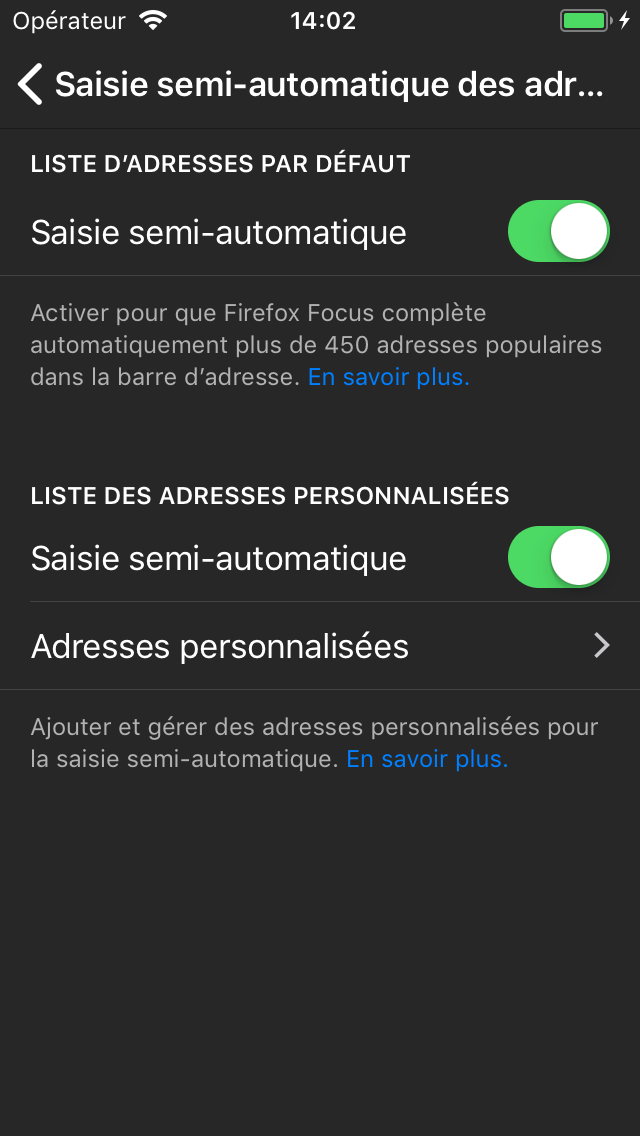 Opérateur 14:02
Saisie semi-automatique des adr...
LISTE D’ADRESSES PAR DÉFAUT
Saisie semi-automatique
Activer pour que Firefox Focus complète
automatiquement plus de 450 adresses populaires
dans la barre d’adresse. En savoir plus.
LISTE DES ADRESSES PERSONNALISÉES
Saisie semi-automatique
Adresses personnalisées
Ajouter et gérer des adresses personnalisées pour
la saisie semi-automatique. En savoir plus.